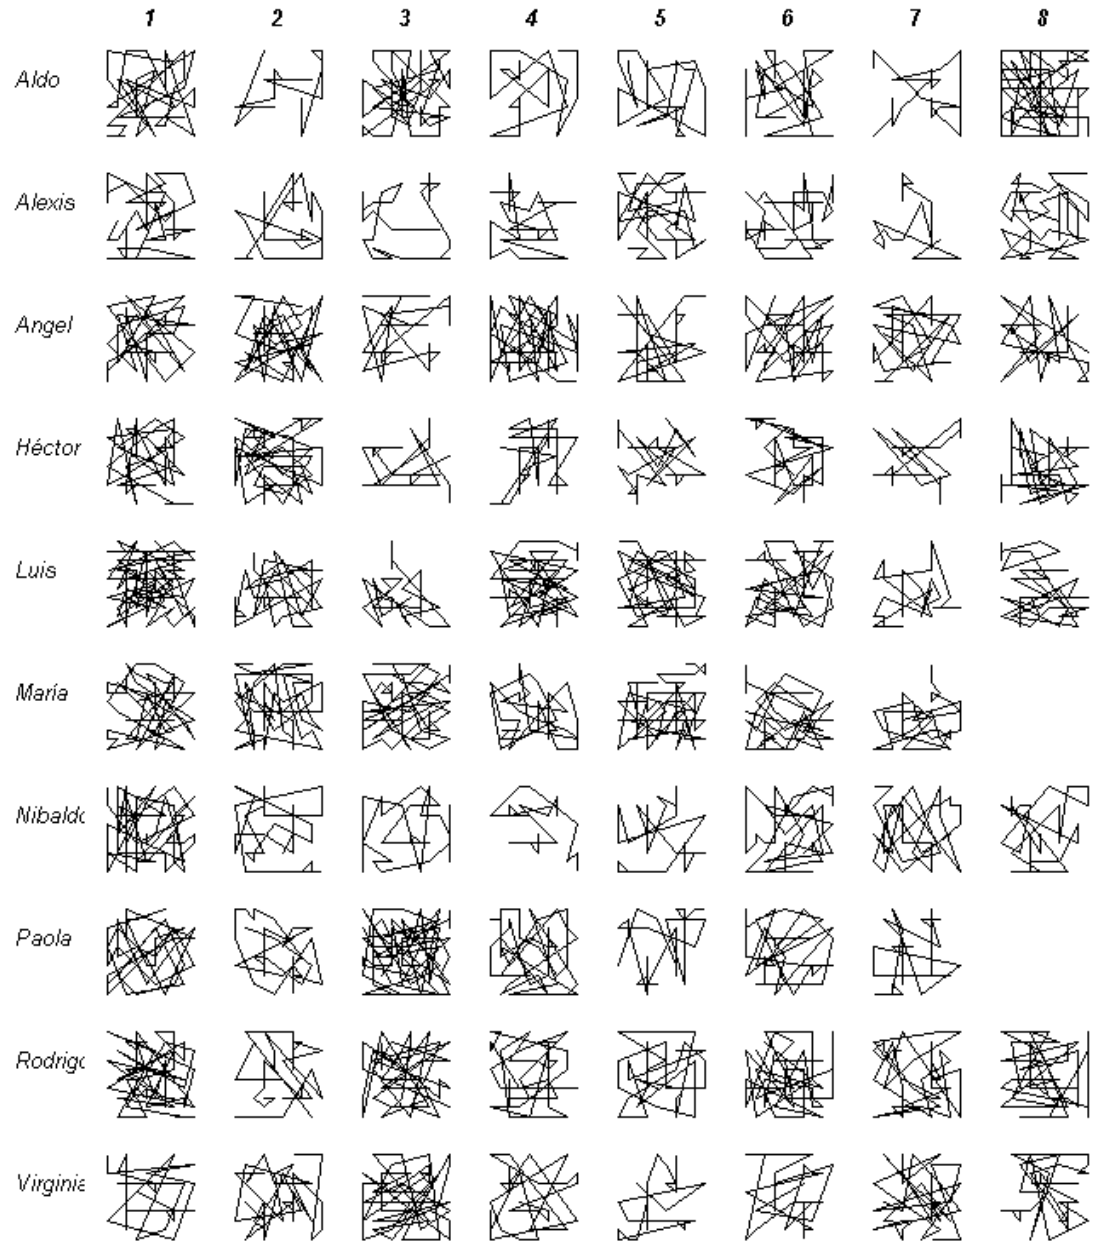 1 2 3 4 5 6 7 8
Aldo
Alexis
Angel
Héctor
Luis
María
Nibaldo
Paola
Rodrigo
Virginia